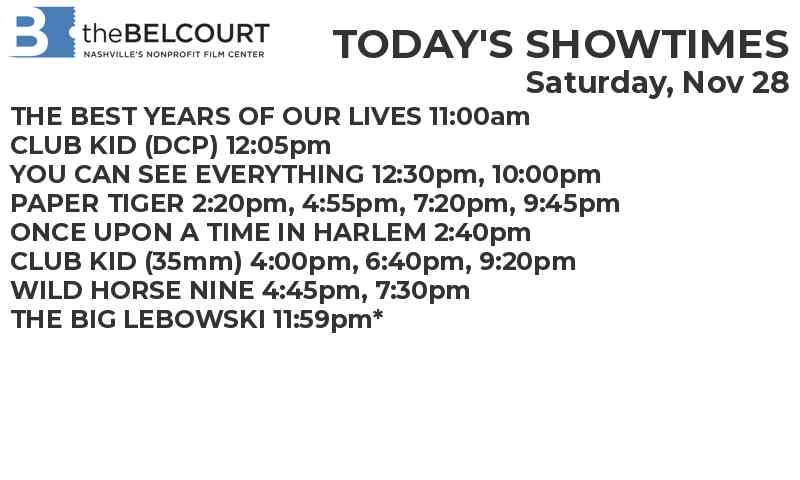 B theBELCOURT
NASHVILLE'S NONPROFIT FILM CENTER
TODAY'S SHOWTIMES
Saturday, Nov 28
THE BEST YEARS OF OUR LIVES 11:00am
CLUB KID (DCP) 12:05pm
YOU CAN SEE EVERYTHING 12:30pm, 10:00pm
PAPER TIGER 2:20pm, 4:55pm, 7:20pm, 9:45pm
ONCE UPON A TIME IN HARLEM 2:40pm
CLUB KID (35mm) 4:00pm, 6:40pm, 9:20pm
WILD HORSE NINE 4:45pm, 7:30pm
THE BIG LEBOWSKI 11:59pm*